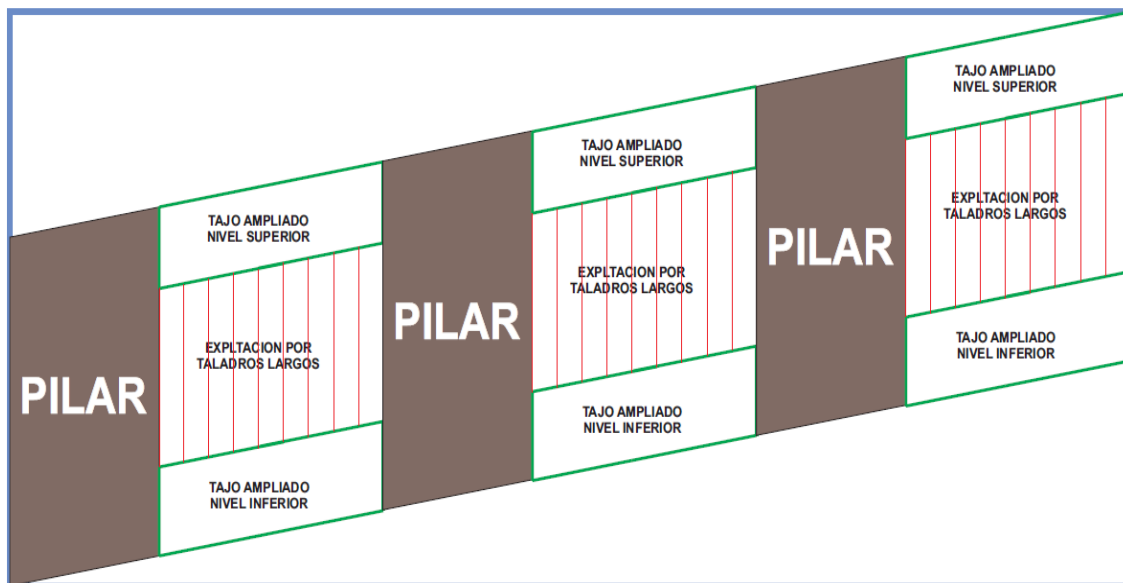 PILAR
TAJO AMPLIADO
NIVEL SUPERIOR
EXPLTACION POR
TALADROS LARGOS
TAJO AMPLIADO
NIVEL INFERIOR
PILAR
TAJO AMPLIADO
NIVEL SUPERIOR
EXPLTACION POR
TALADROS LARGOS
TAJO AMPLIADO
NIVEL INFERIOR
PILAR
TAJO AMPLIADO
NIVEL SUPERIOR
EXPLTACION POR
TALADROS LARGOS
TAJO AMPLIADO
NIVEL INFERIOR